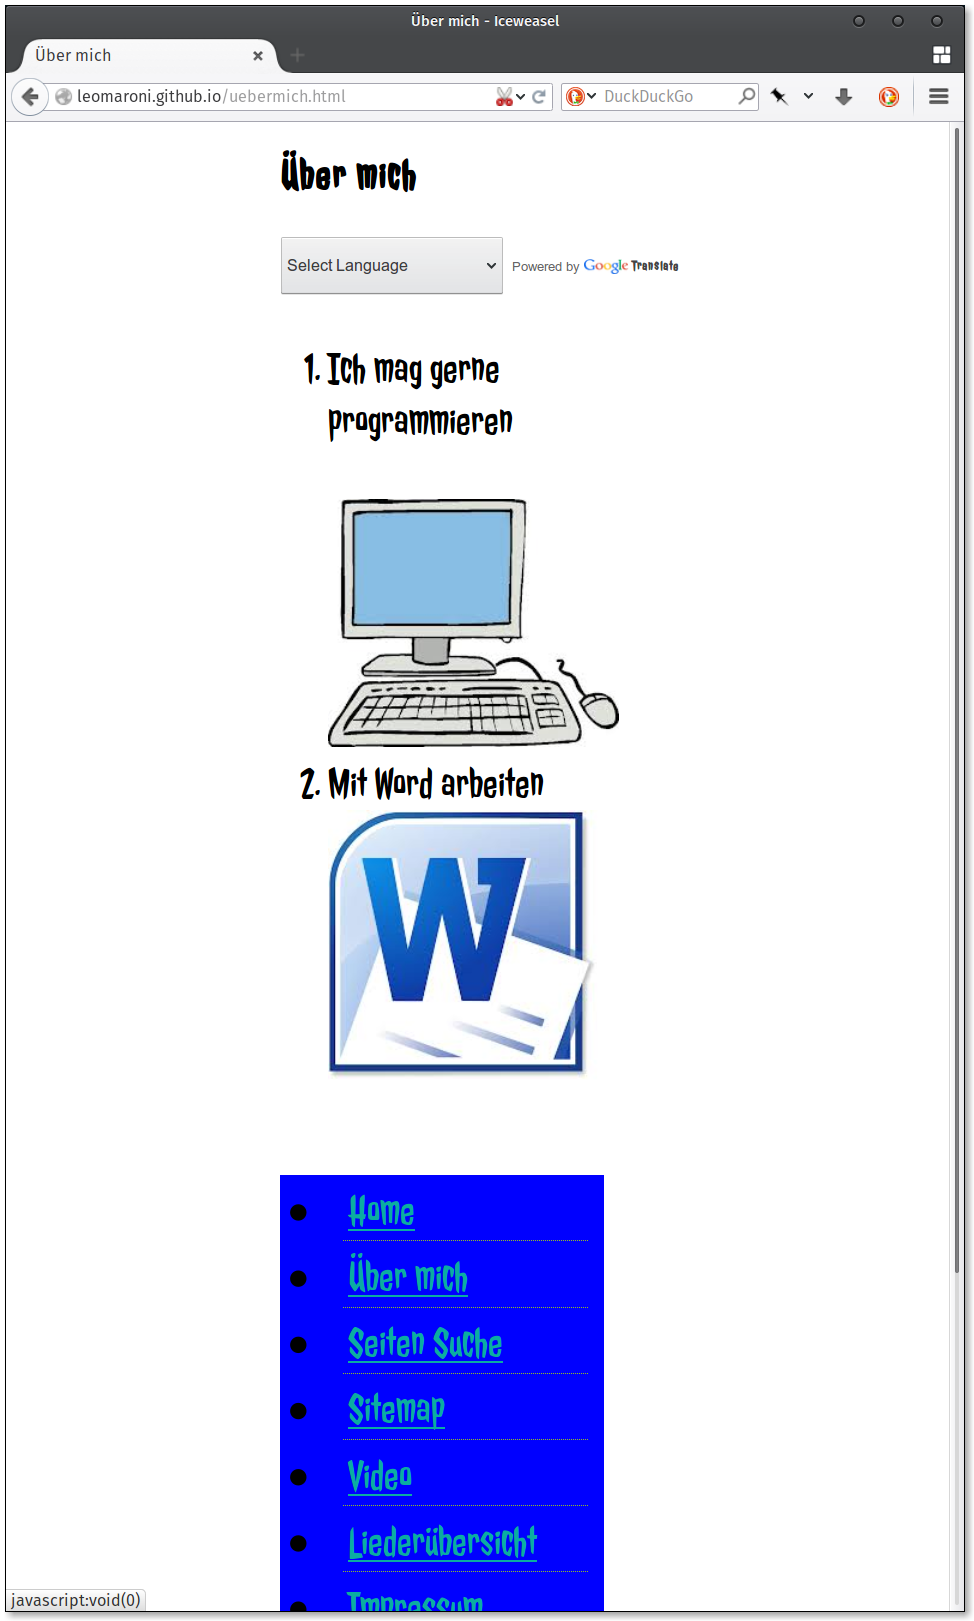 Über mich - Iceweasel
Über mich
leomaroni.github.io/uebermich.html
DuckDuckGo
Über mich
Select Language
Powered by Google Translate
1. Ich mag gerne
programmieren
2. Mit Word arbeiten
W
Home
Über mich
Seiten Suche
Sitemap
Video
Liederübersicht
Impressum
javascript:void(0)